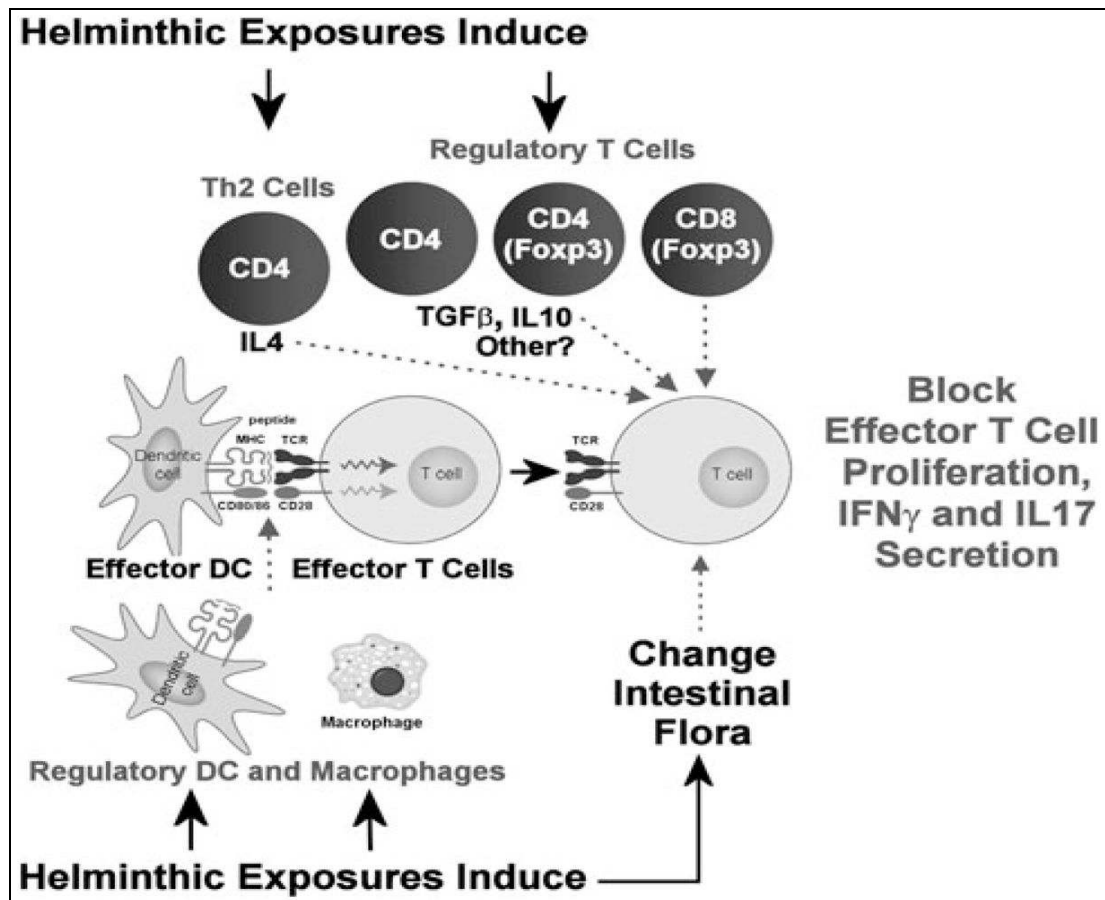 Helminthic Exposures Induce
Regulatory T Cells
Th2 Cells
CD4
CD4
CD4
(Foxp3)
CD8
(Foxp3)
IL4
TGFβ, IL10
Other?
Dendritic
cell
peptide
MHC
TCR
CD80/86
CD28
T cell
TCR
CD28
T cell
Block
Effector T Cell
Proliferation,
IFNγ and IL17
Secretion
Effector DC
Effector T Cells
Dendritic
cell
Macrophage
Regulatory DC and Macrophages
Change
Intestinal
Flora
Helminthic Exposures Induce